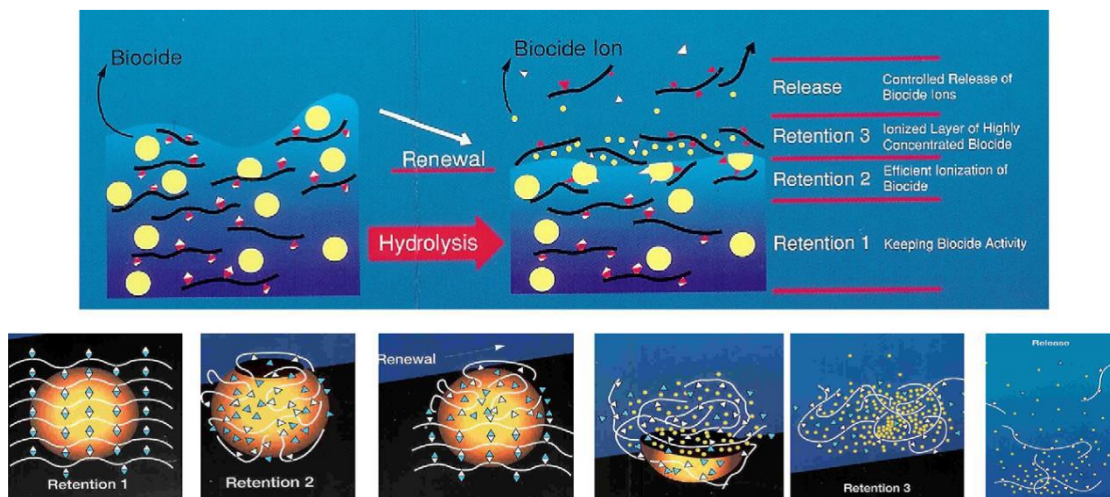 Biocide
Biocide Ion
Renewal
Hydrolysis
Release
Controlled Release of
Biocide Ions
Retention 3
Ionized Layer of Highly
Concentrated Biocide
Retention 2
Efficient Ionization of
Biocide
Retention 1
Keeping Biocide Activity
Retention 1
Retention 2
Renewal
Retention 3
Release